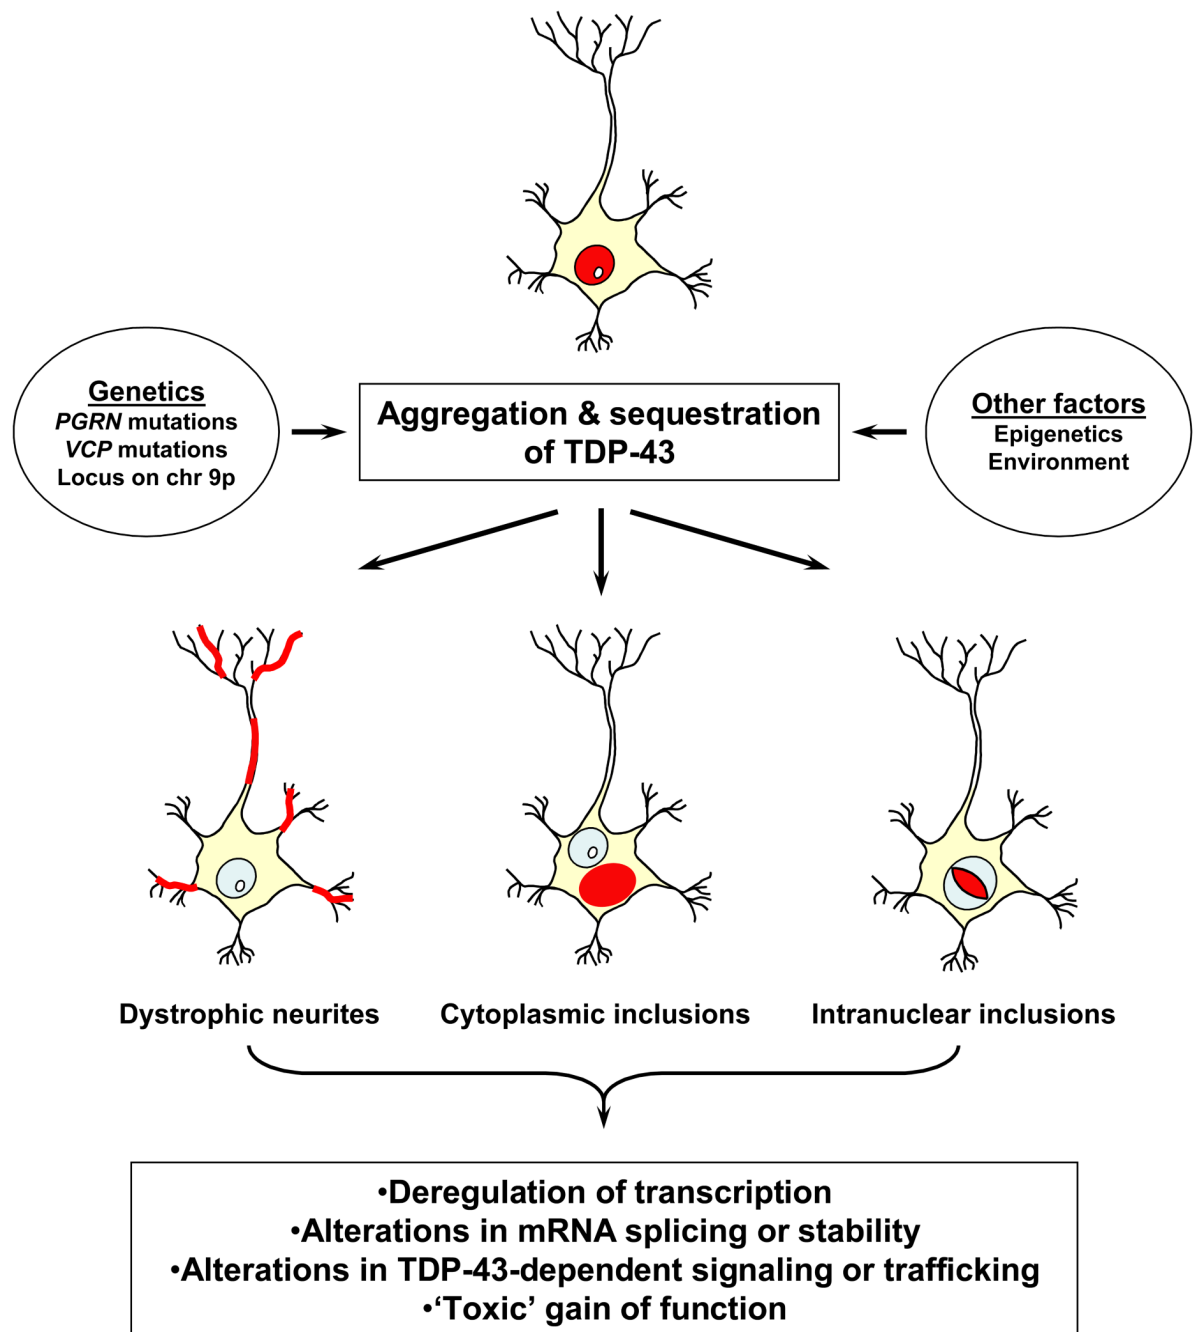 Genetics
PGRN mutations
VCP mutations
Locus on chr 9p
Aggregation & sequestration
of TDP-43
Other factors
Epigenetics
Environment
Dystrophic neurites
Cytoplasmic inclusions
Intranuclear inclusions
•Deregulation of transcription
•Alterations in mRNA splicing or stability
•Alterations in TDP-43-dependent signaling or trafficking
•‘Toxic’ gain of function